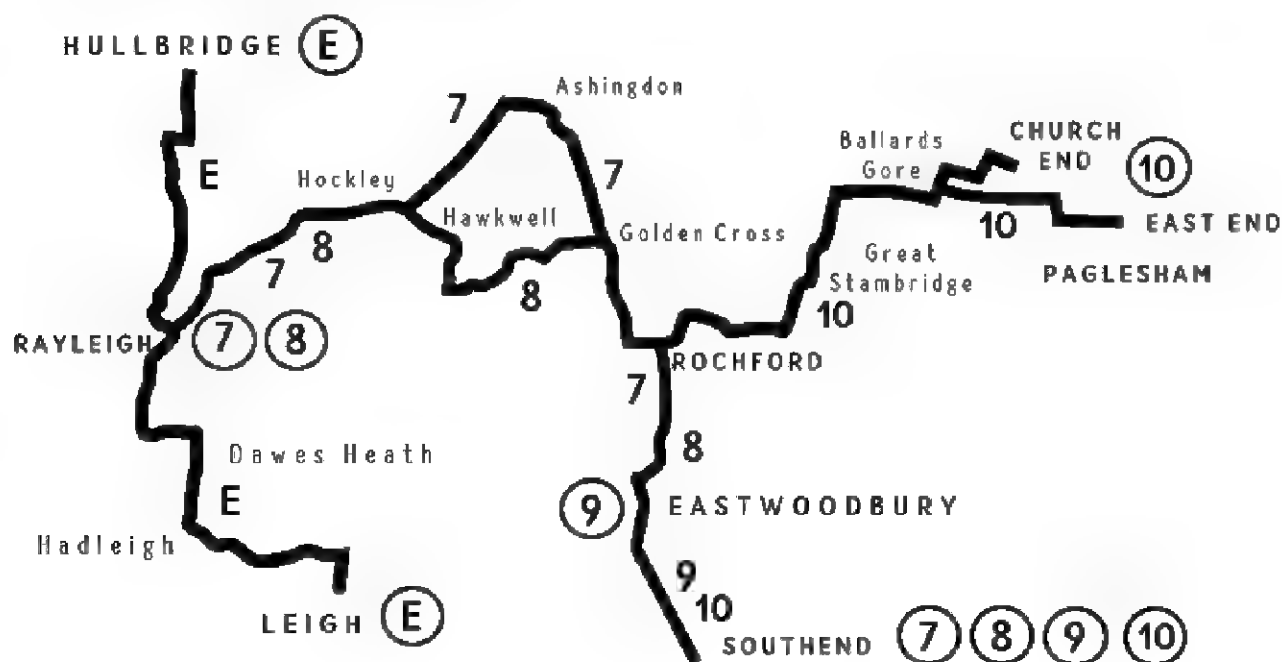 HULLBRIDGE E
Ashingdon
7
Ballards
Gore
CHURCH
END
10
E
Hockley
7
Hawkwell
8
Golden Cross
10
EAST END
7
8
Great
Stambridge
PAGLESHAM
10
RAYLEIGH 7 8
ROCHFORD
7
Dawes Heath
8
E
9
EASTWOODBURY
Hadleigh
9
10
LEIGH E
SOUTHEND 7 8 9 10